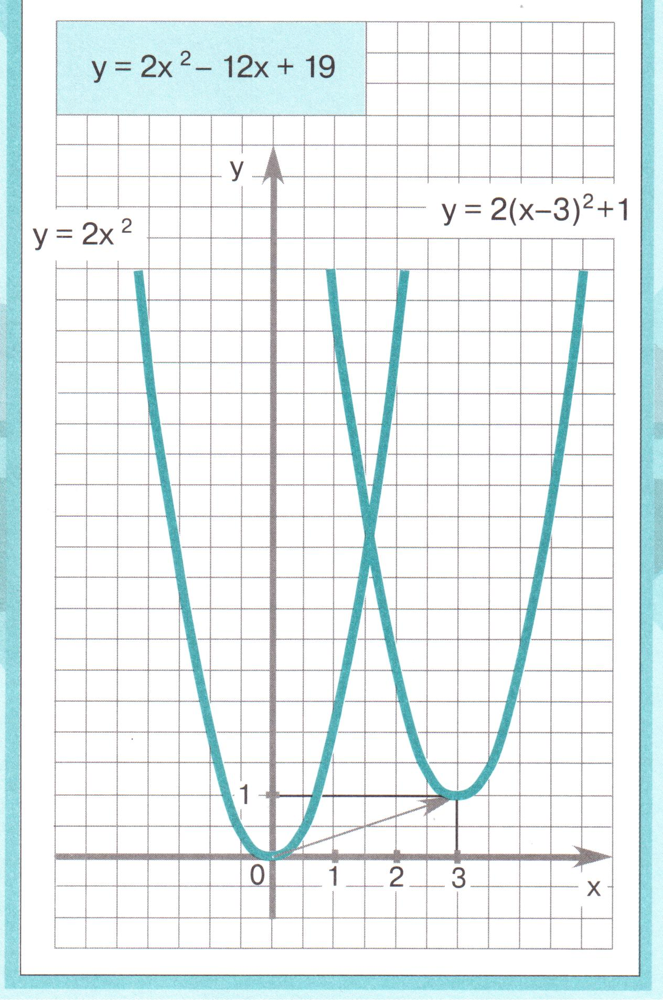 y = 2x² – 12x + 19
y
y = 2(x–3)²+1
y = 2x²
1
0 1 2 3
x